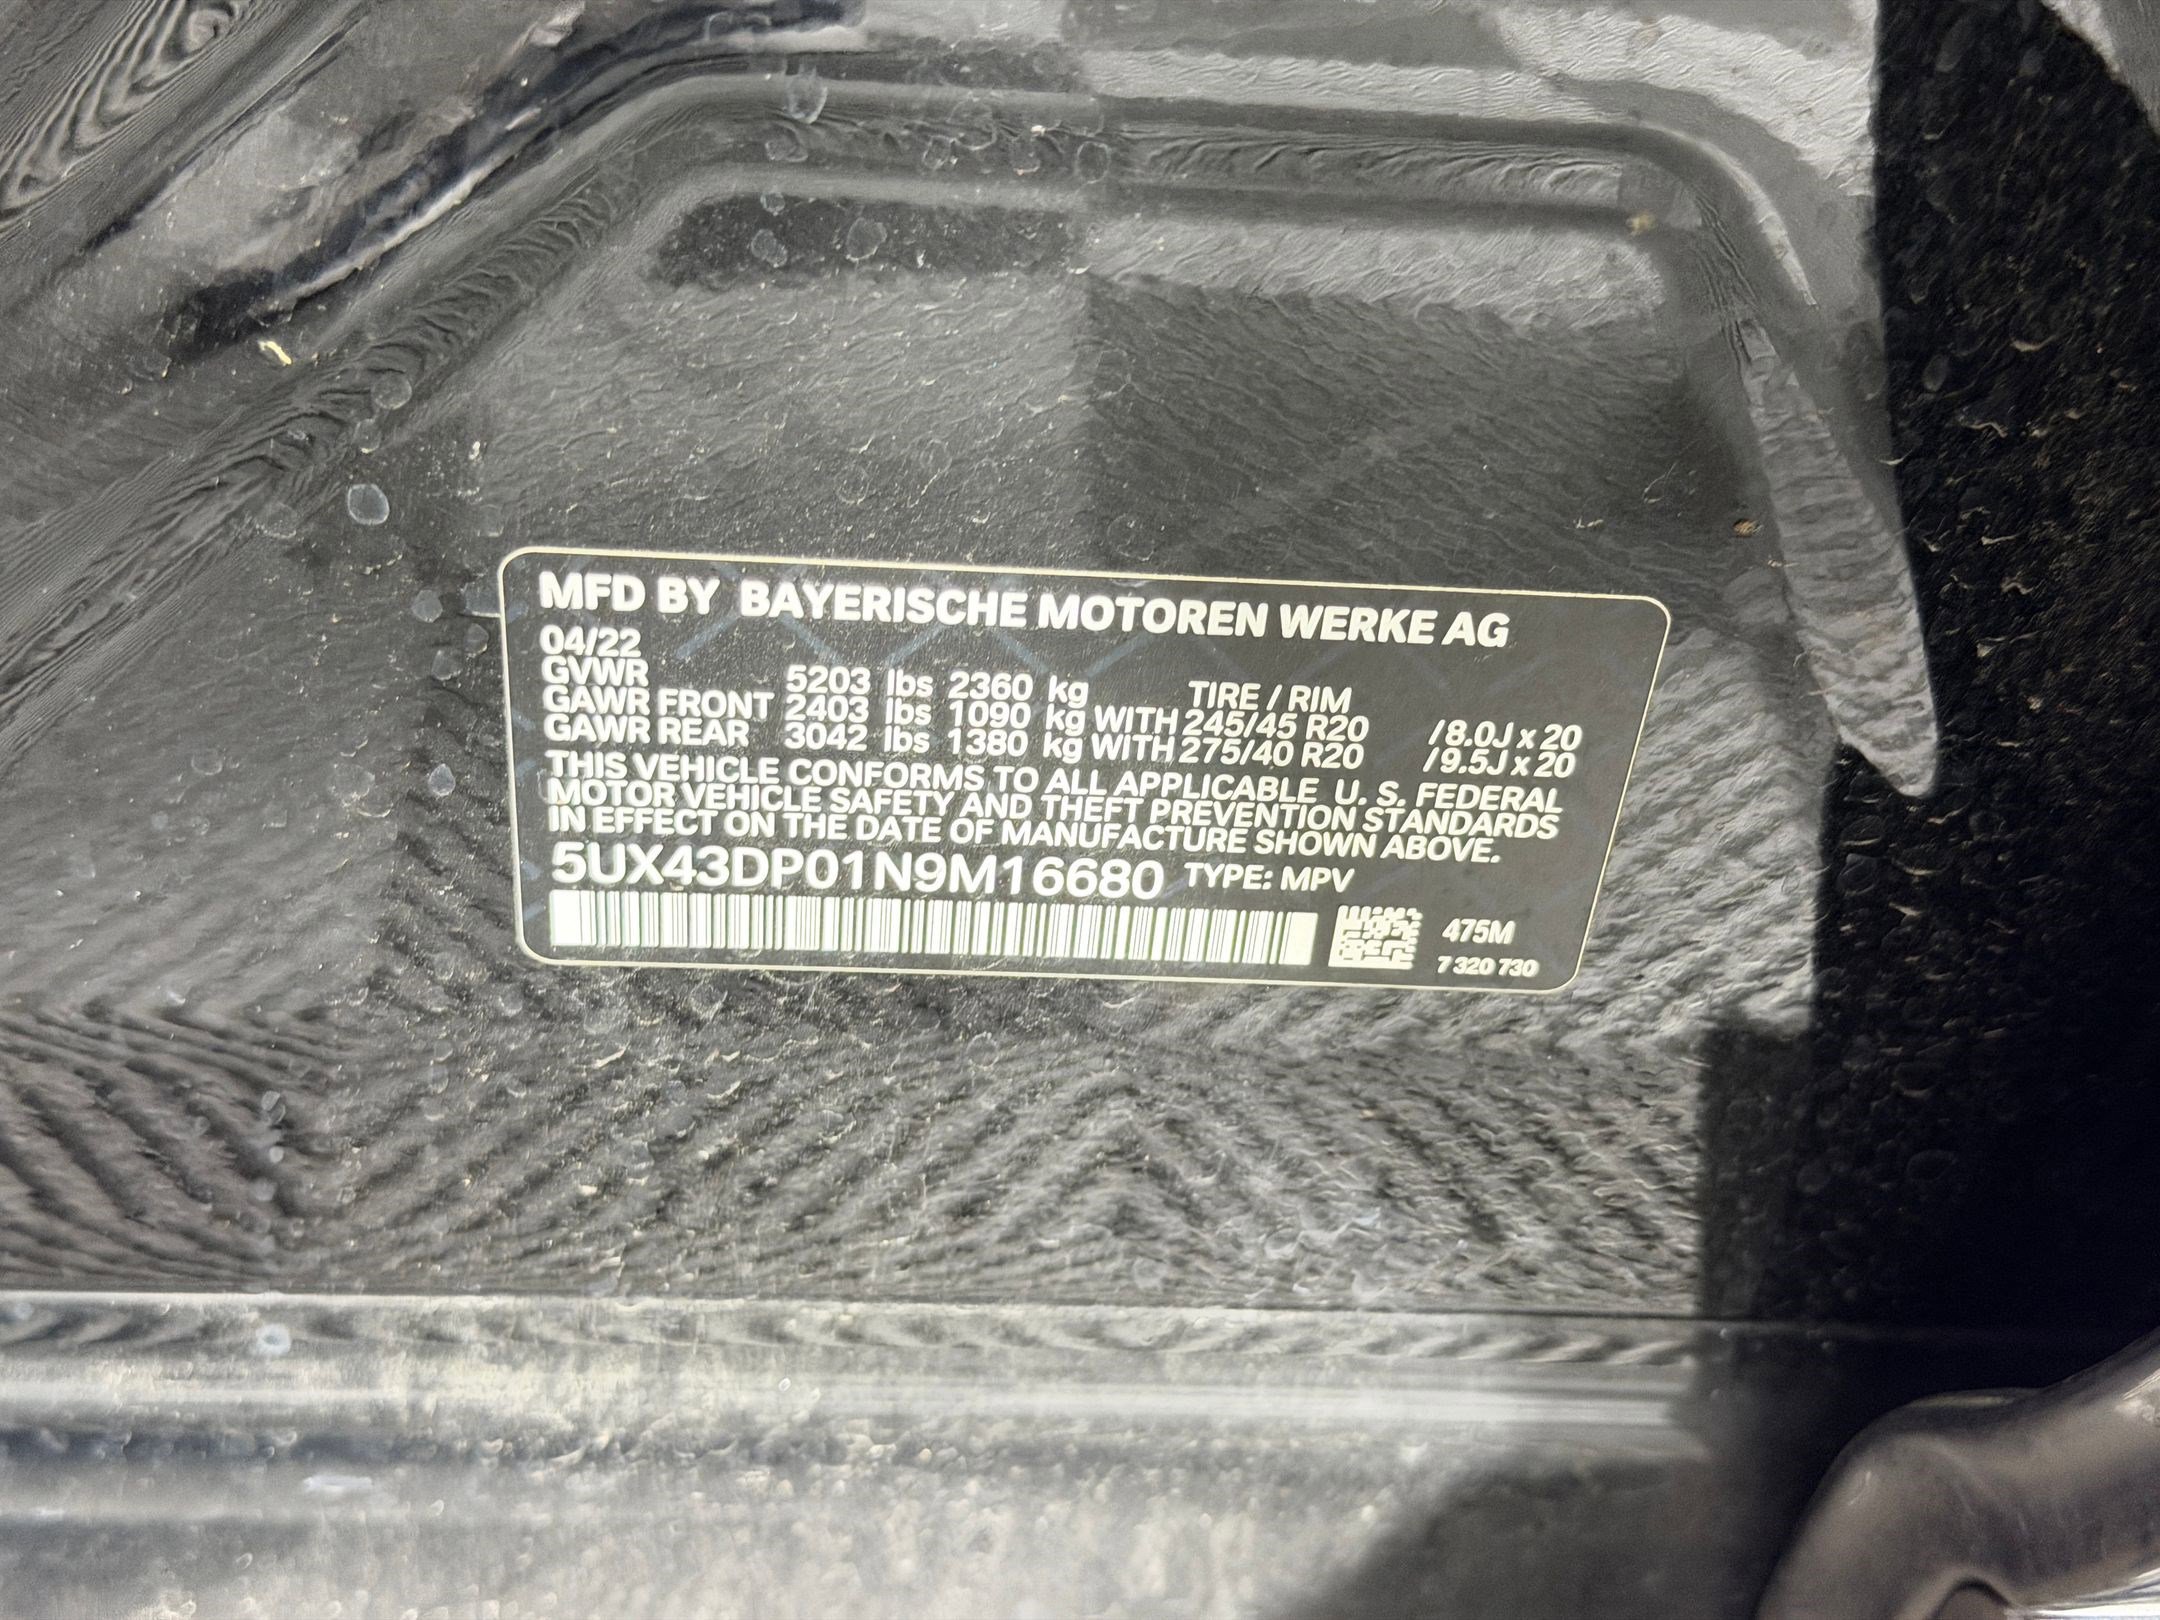 MFD BY BAYERISCHE MOTOREN WERKE AG
04/22
GVWR 5203 lbs 2360 kg TIRE / RIM
GAWR FRONT 2403 lbs 1090 kg WITH 245/45 R20 /8.0J x 20
GAWR REAR 3042 lbs 1380 kg WITH 275/40 R20 /9.5J x 20
THIS VEHICLE CONFORMS TO ALL APPLICABLE U. S. FEDERAL
MOTOR VEHICLE SAFETY AND THEFT PREVENTION STANDARDS
IN EFFECT ON THE DATE OF MANUFACTURE SHOWN ABOVE.
5UX43DP01N9M16680 TYPE: MPV
475M
7 320 730